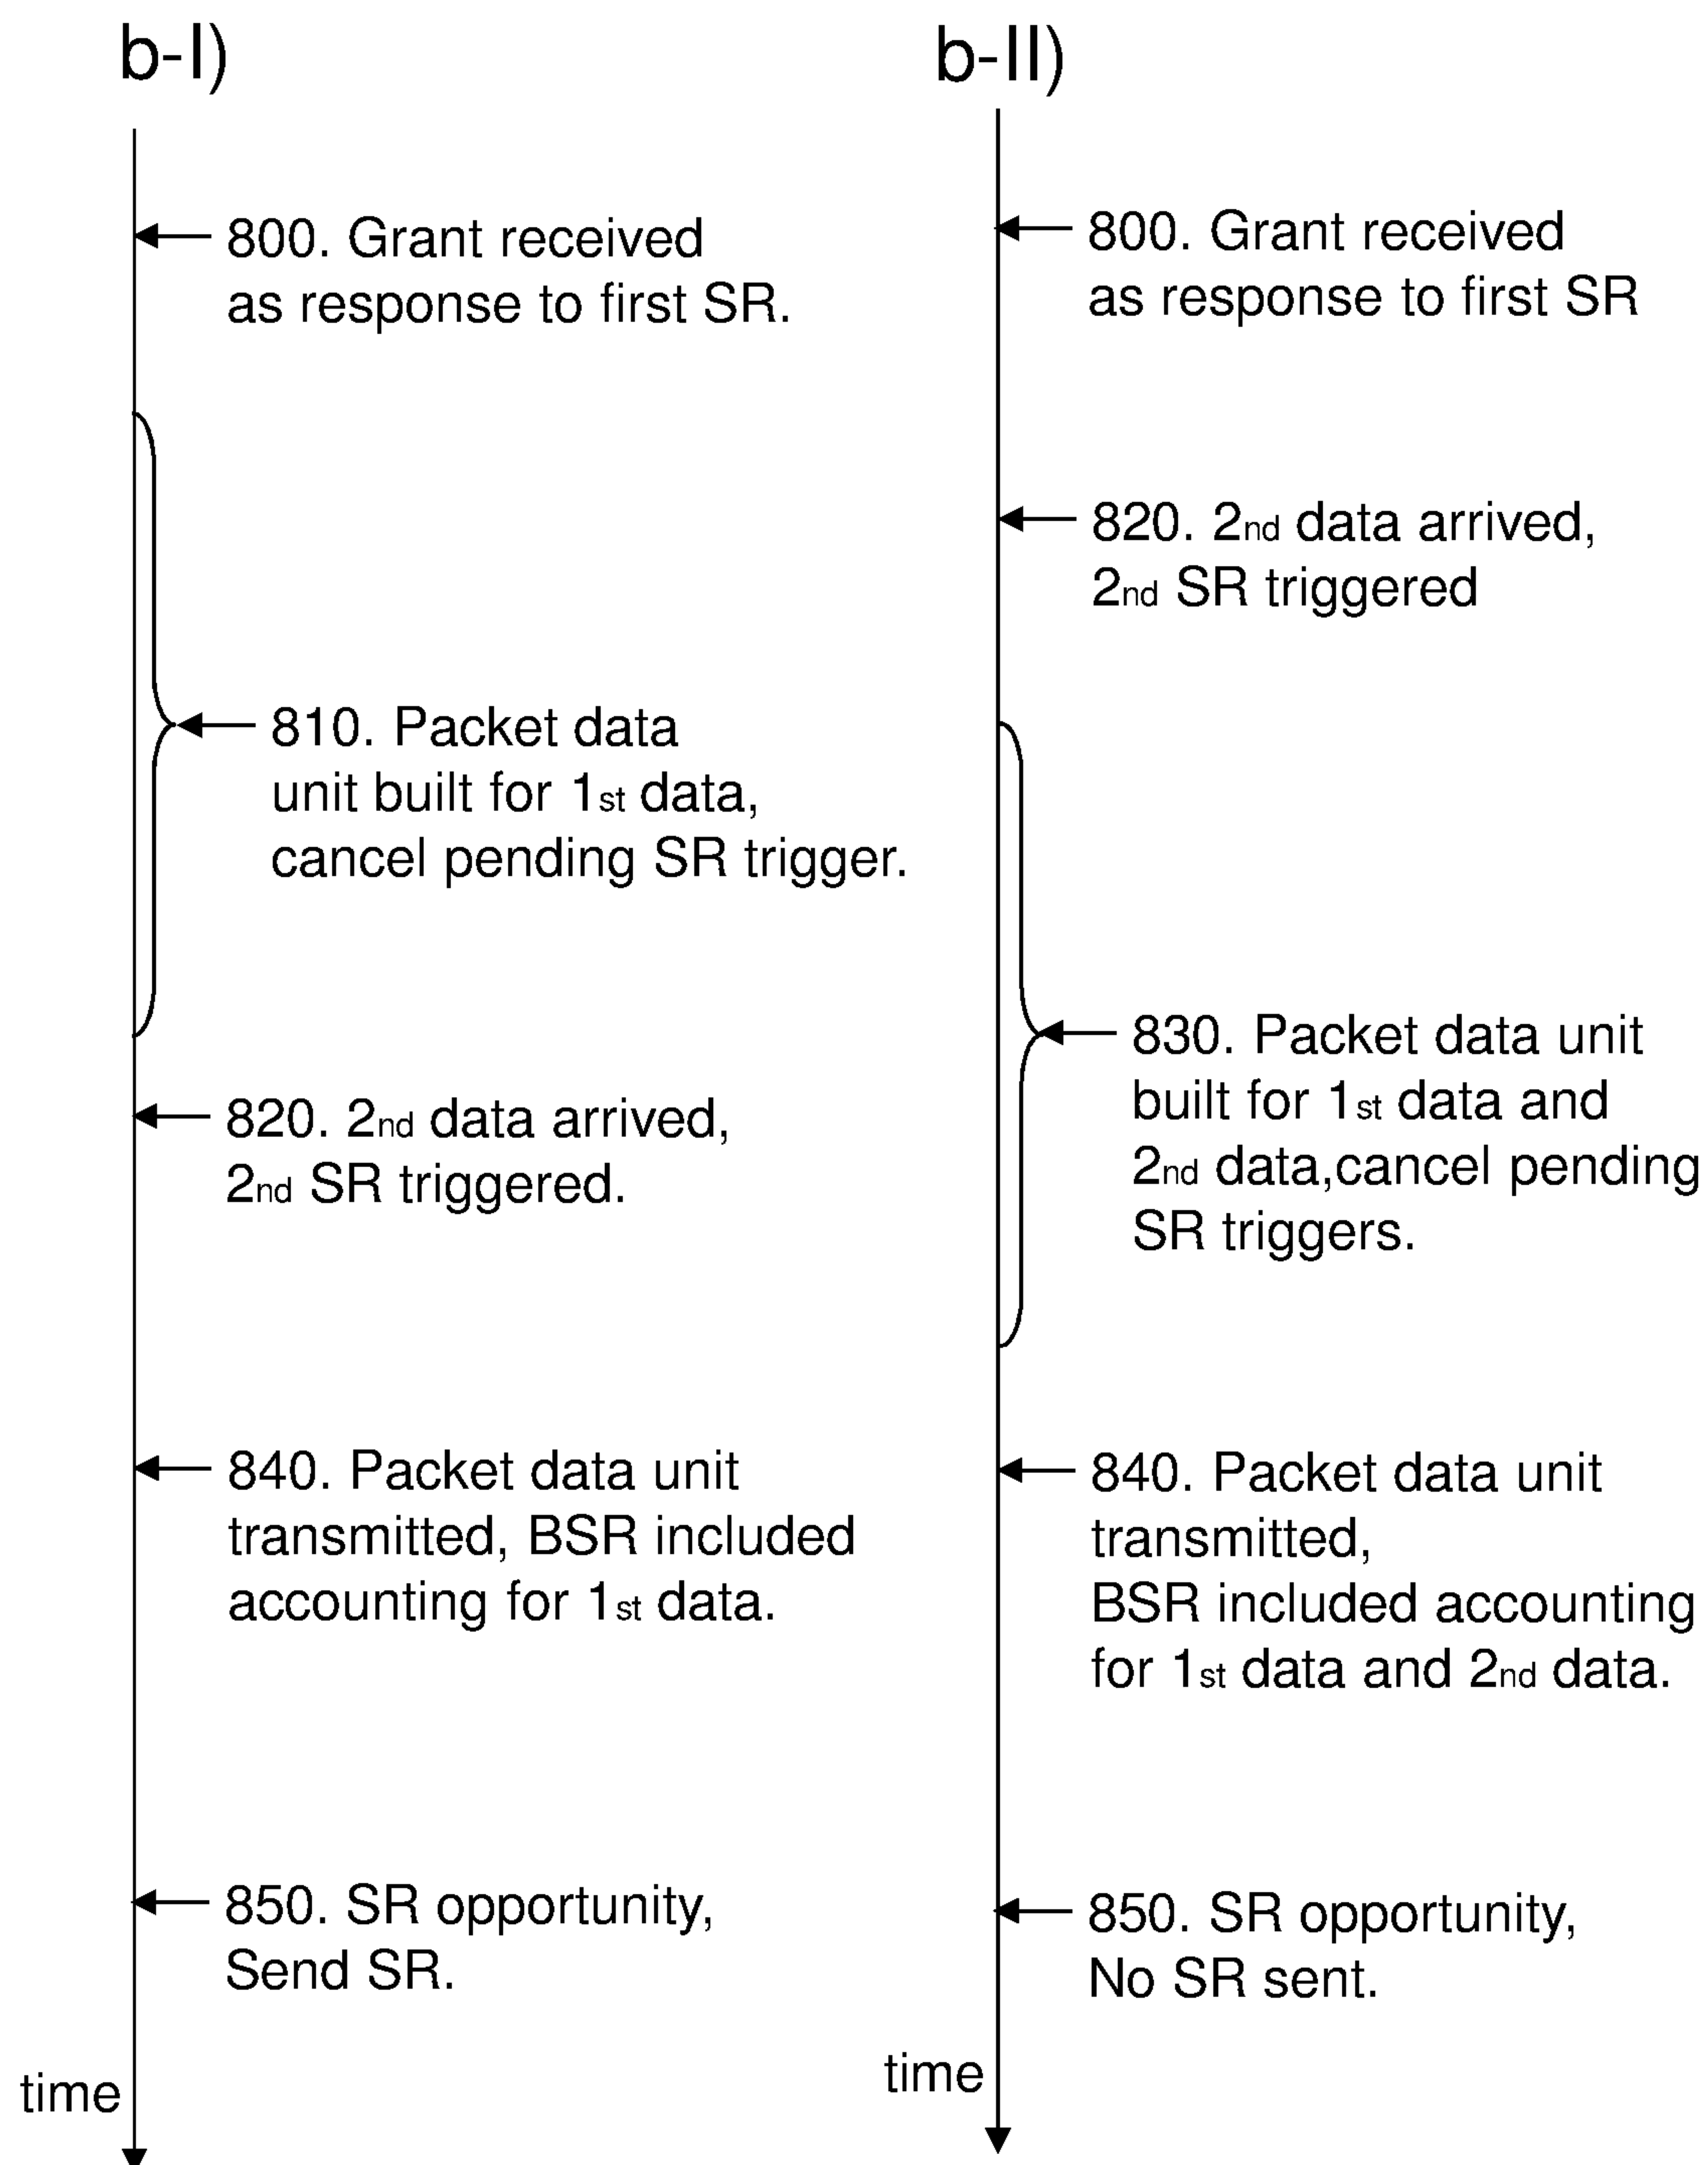 b-I)
800. Grant received
as response to first SR.
810. Packet data
unit built for 1st data,
cancel pending SR trigger.
820. 2nd data arrived,
2nd SR triggered.
840. Packet data unit
transmitted, BSR included
accounting for 1st data.
850. SR opportunity,
Send SR.
time
b-II)
800. Grant received
as response to first SR
820. 2nd data arrived,
2nd SR triggered
830. Packet data unit
built for 1st data and
2nd data,cancel pending
SR triggers.
840. Packet data unit
transmitted,
BSR included accounting
for 1st data and 2nd data.
850. SR opportunity,
No SR sent.
time